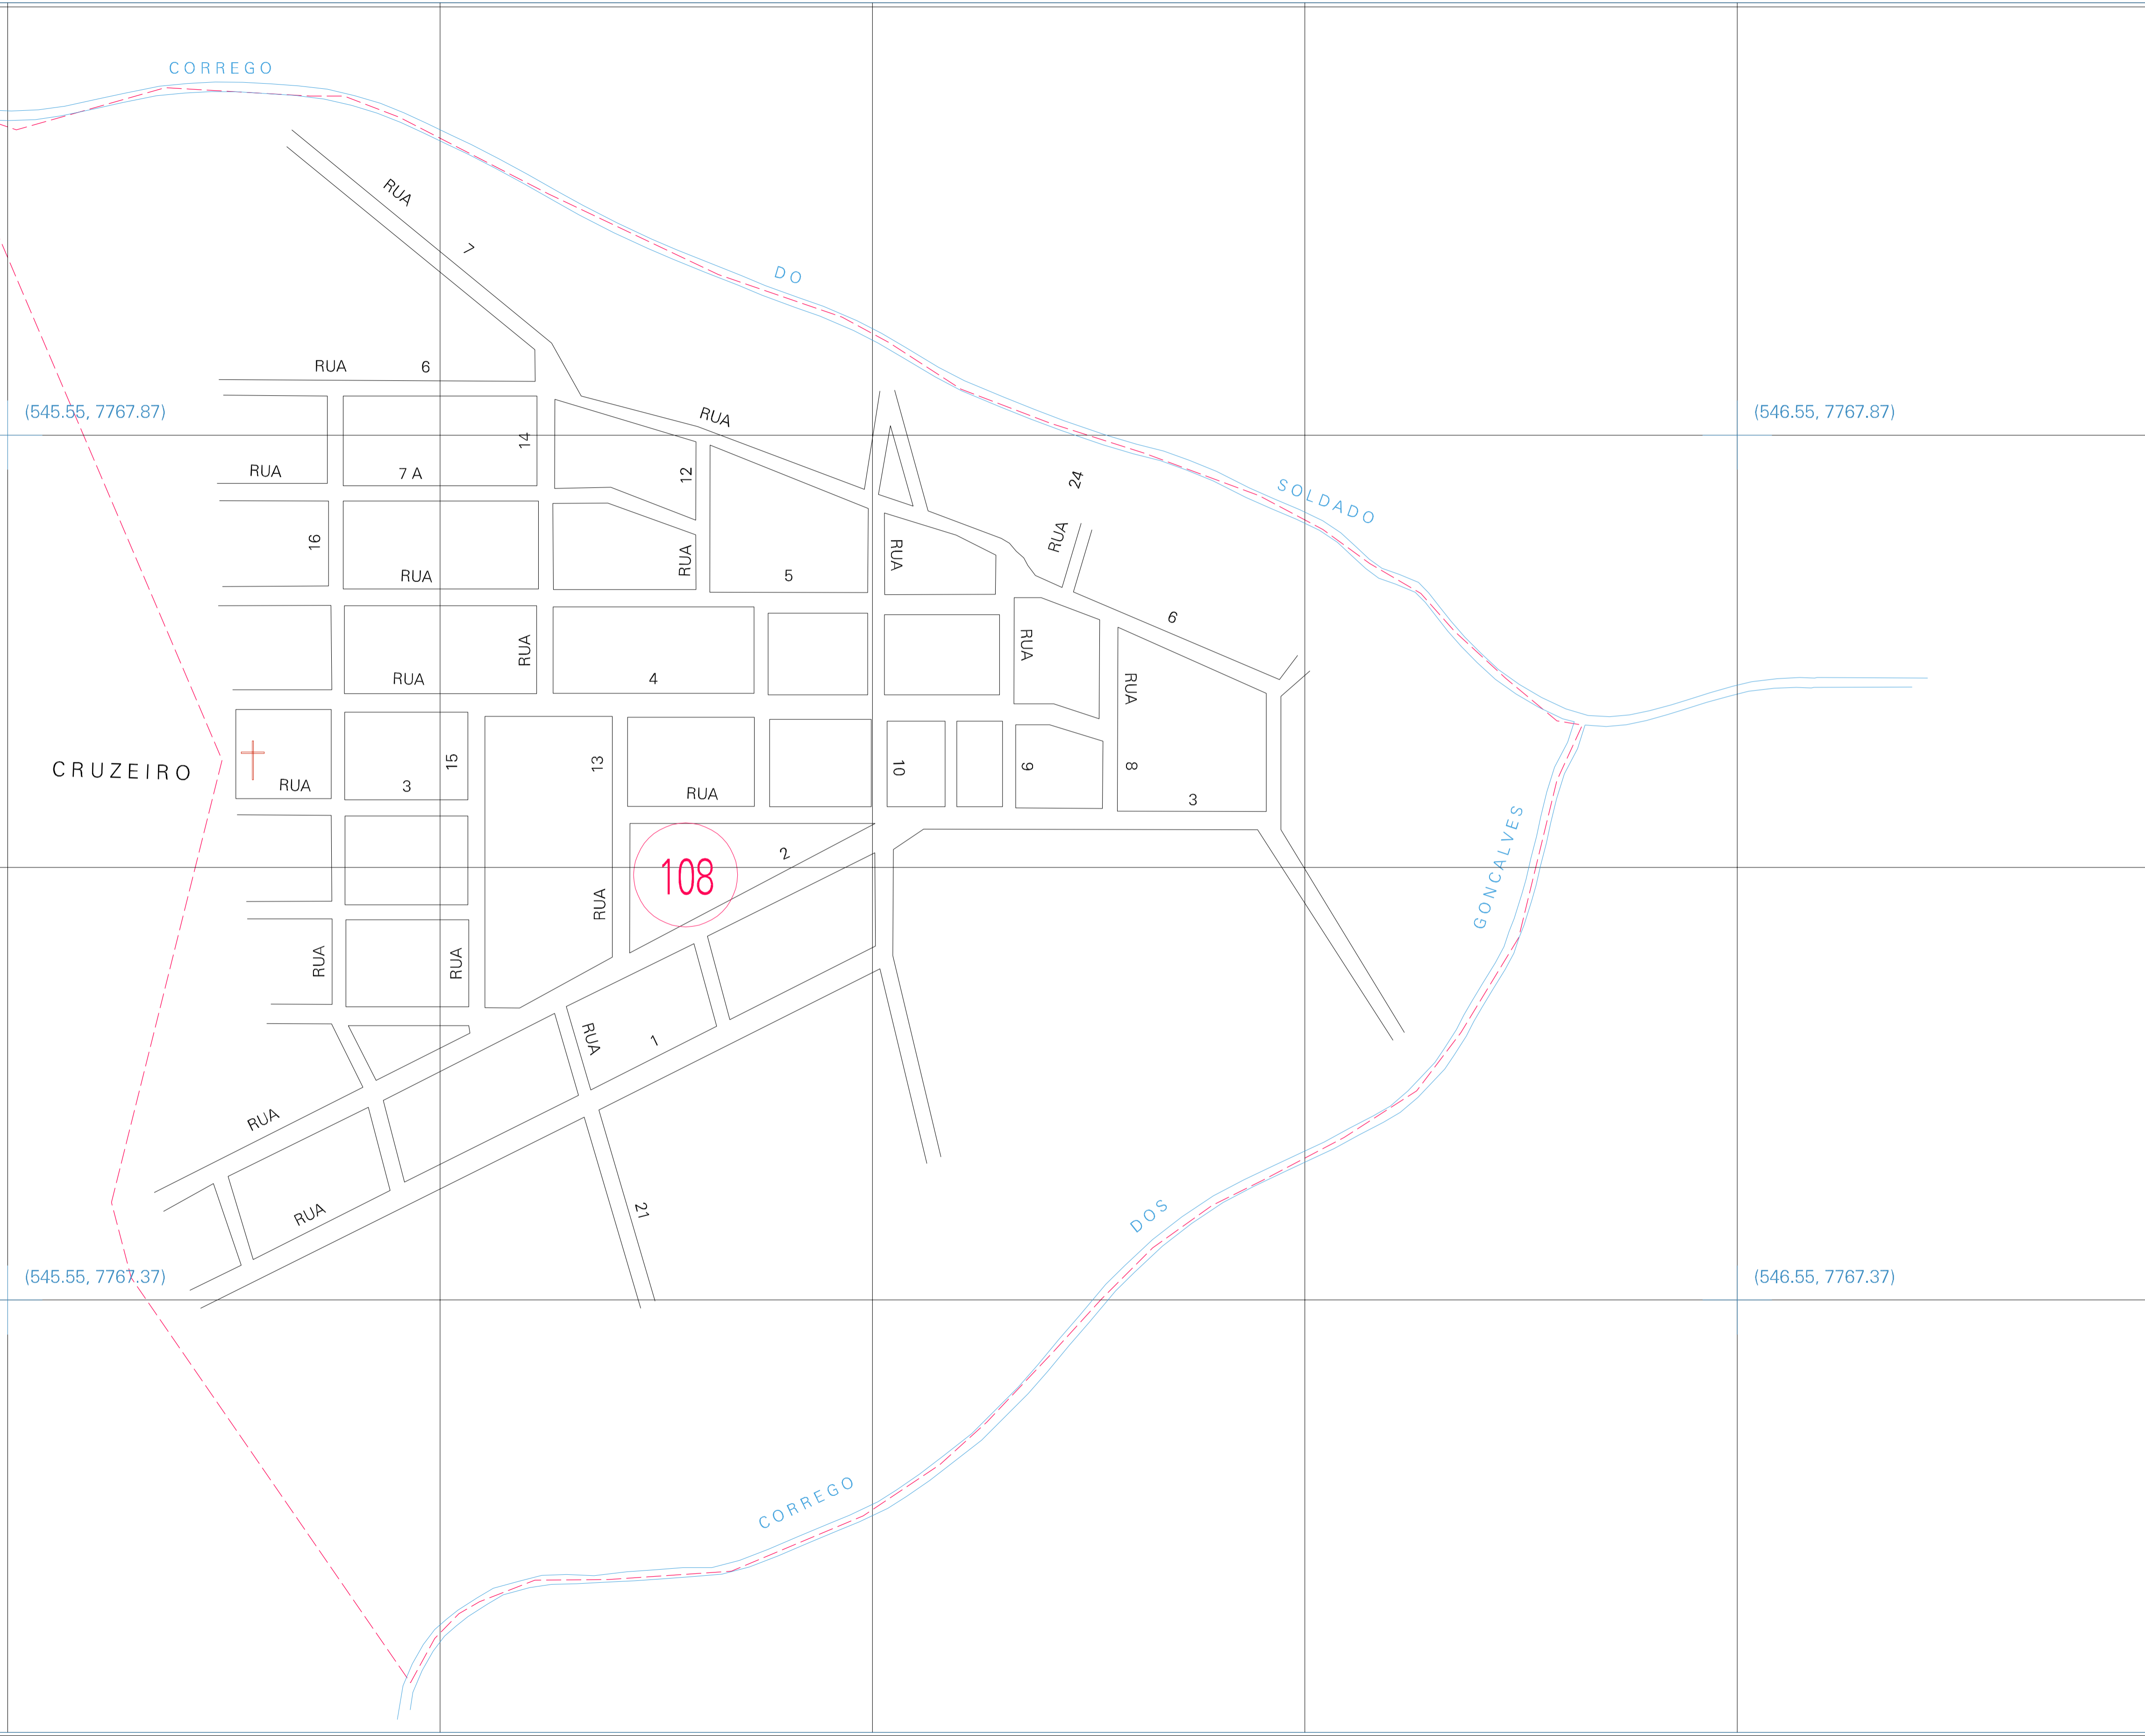 CORREGO
DO
SOLDADO
RUA 7
RUA 6
RUA
(545.55, 7767.87)
(546.55, 7767.87)
RUA 7 A
14
12
24
RUA
16
RUA 5
RUA
RUA
6
RUA
RUA
RUA 4
RUA
CRUZEIRO
RUA 3
15
13
RUA
10
9
8
3
2
108
RUA
RUA
RUA
GONCALVES
RUA
1
RUA
RUA
21
DOS
(545.55, 7767.37)
(546.55, 7767.37)
CORREGO